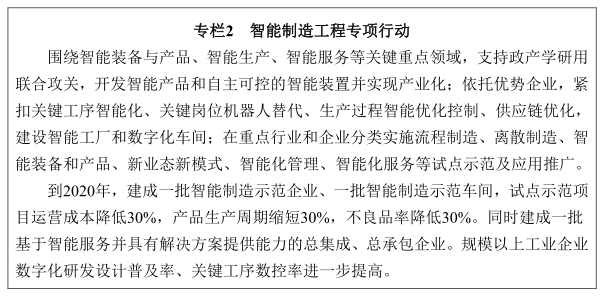 专栏2　智能制造工程专项行动
围绕智能装备与产品、智能生产、智能服务等关键重点领域，支持政产学研用
联合攻关，开发智能产品和自主可控的智能装置并实现产业化；依托优势企业，紧
扣关键工序智能化、关键岗位机器人替代、生产过程智能优化控制、供应链优化，
建设智能工厂和数字化车间；在重点行业和企业分类实施流程制造、离散制造、智
能装备和产品、新业态新模式、智能化管理、智能化服务等试点示范及应用推广。
到2020年，建成一批智能制造示范企业、一批智能制造示范车间，试点示范项
目运营成本降低30%，产品生产周期缩短30%，不良品率降低30%。同时建成一批
基于智能服务并具有解决方案提供能力的总集成、总承包企业。规模以上工业企业
数字化研发设计普及率、关键工序数控率进一步提高。